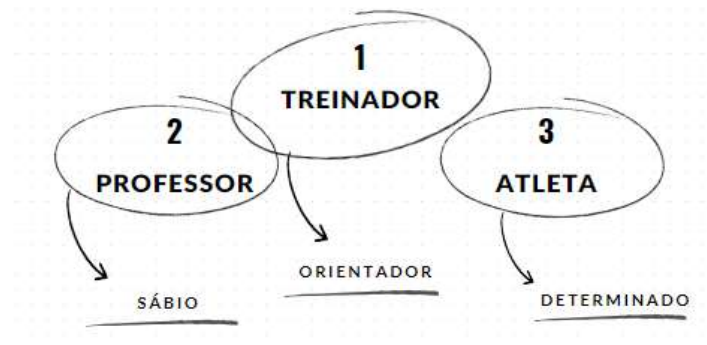 1
TREINADOR
2
PROFESSOR
3
ATLETA
ORIENTADOR
SÁBIO
DETERMINADO